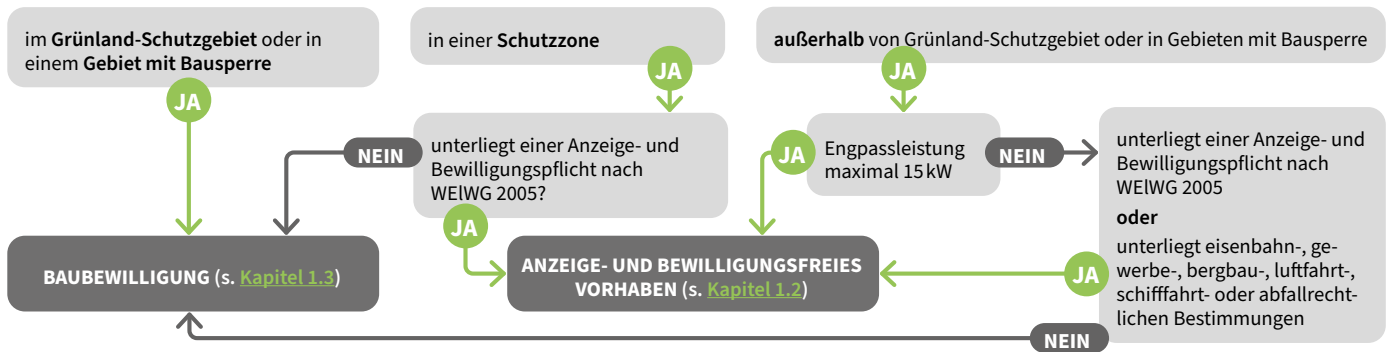 im Grünland-Schutzgebiet oder in
einem Gebiet mit Bausperre
JA
in einer Schutzzone
JA
außerhalb von Grünland-Schutzgebiet oder in Gebieten mit Bausperre
JA
NEIN
unterliegt einer Anzeige- und
Bewilligungspflicht nach
WElWG 2005?
JA
JA
Engpassleistung
maximal 15 kW
NEIN
unterliegt einer Anzeige- und
Bewilligungspflicht nach
WElWG 2005
oder
unterliegt eisenbahn-, ge-
werbe-, bergbau-, luftfahrt-,
schifffahrt- oder abfallrecht-
lichen Bestimmungen
JA
NEIN
BAUBEWILLIGUNG (s. Kapitel 1.3)
ANZEIGE- UND BEWILLIGUNGSFREIES
VORHABEN (s. Kapitel 1.2)